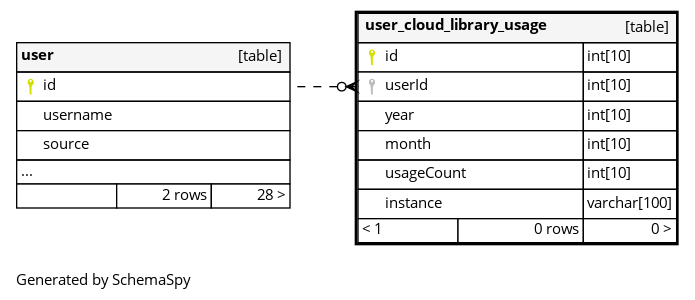 user [table]
id
username
source
...
2 rows 28 >
user_cloud_library_usage [table]
id int[10]
userId int[10]
year int[10]
month int[10]
usageCount int[10]
instance varchar[100]
< 1 0 rows 0 >
Generated by SchemaSpy